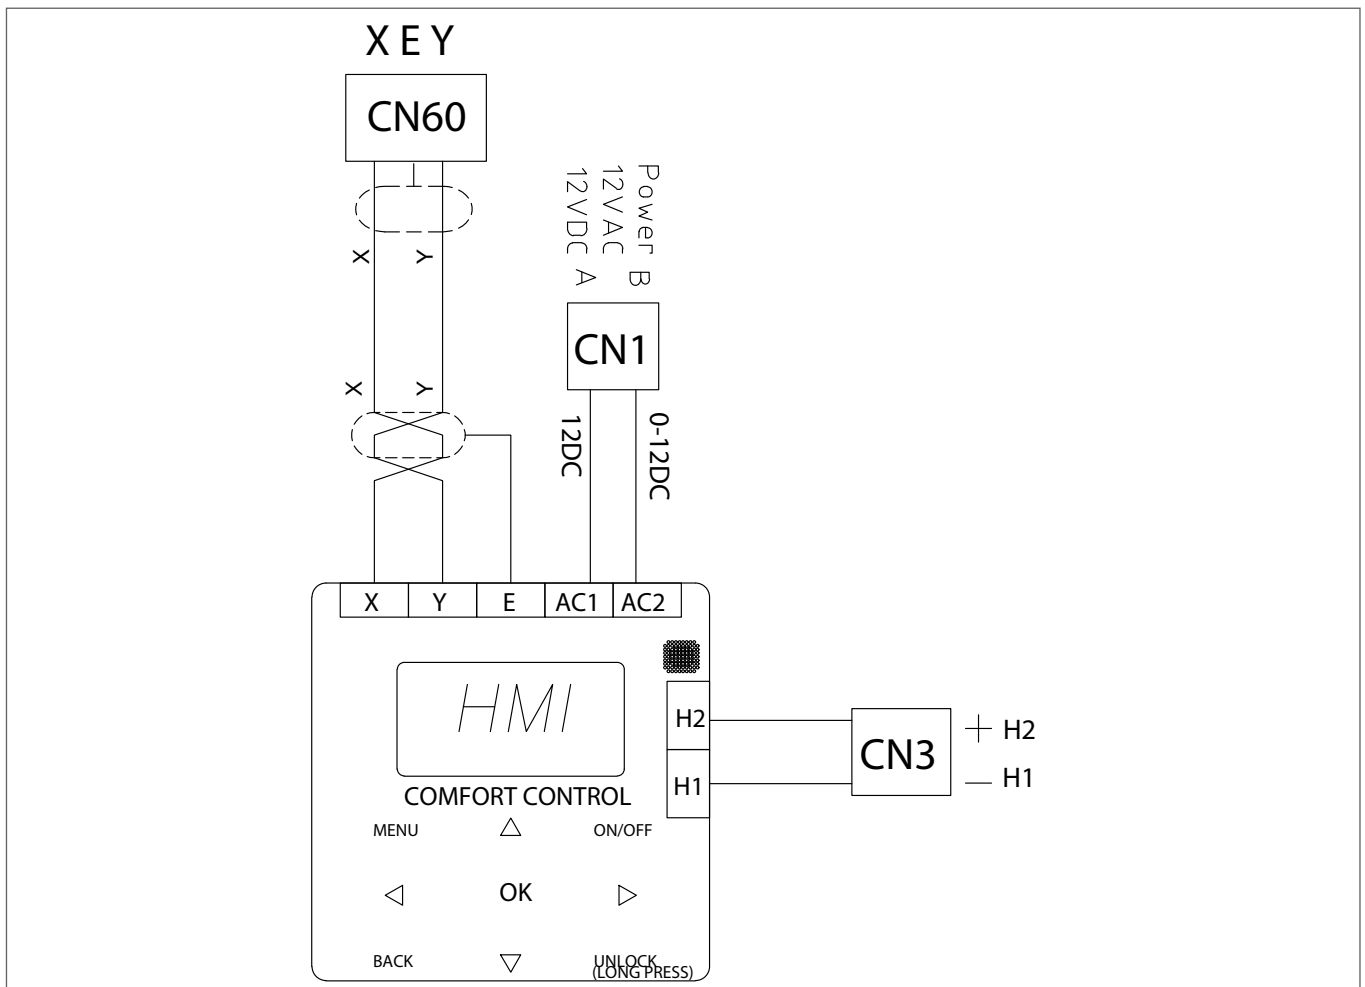 X E Y
CN60
Power B
12VAC
12VDC A
X Y
CN1
X Y
12DC
0-12DC
X Y E AC1 AC2
HMI
H2
H1
CN3
H2
H1
COMFORT CONTROL
MENU
ON/OFF
OK
BACK
UNLOCK
(LONG PRESS)